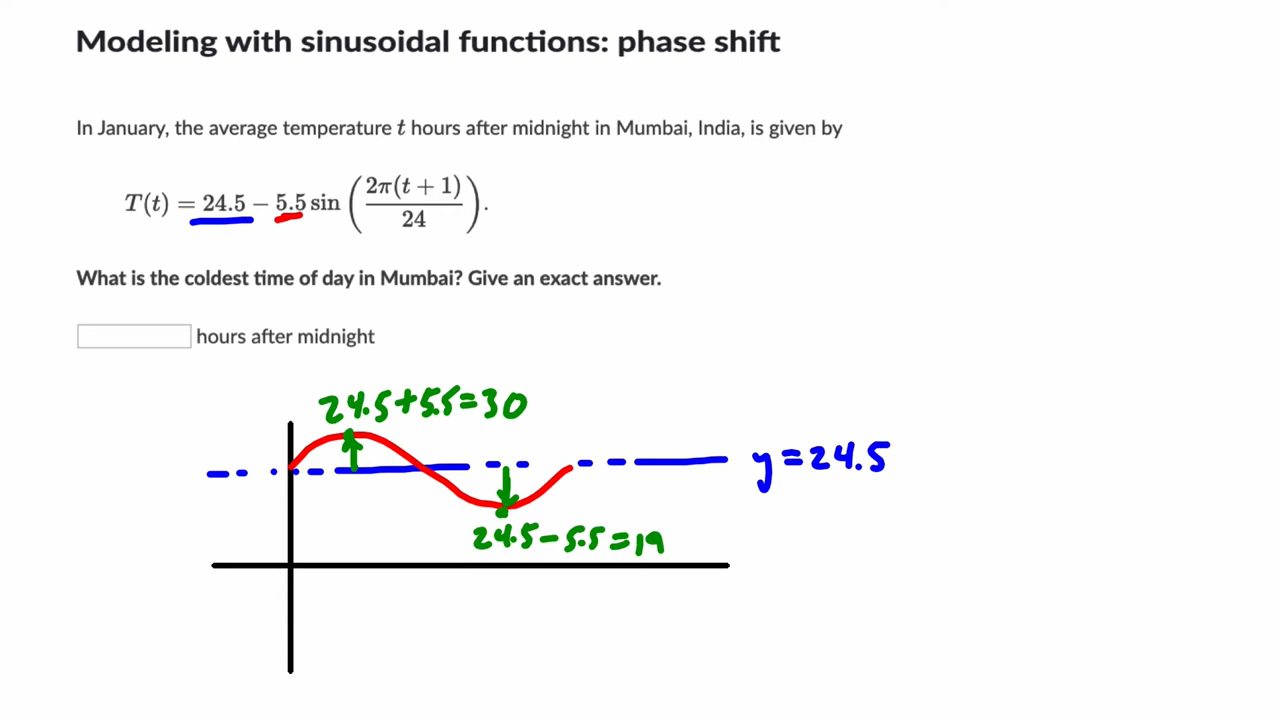 Modeling with sinusoidal functions: phase shift
In January, the average temperature t hours after midnight in Mumbai, India, is given by
T(t) = 24.5 − 5.5 sin (2π(t + 1)/24).
What is the coldest time of day in Mumbai? Give an exact answer.
hours after midnight
24.5+5.5=30
y=24.5
24.5-5.5=19